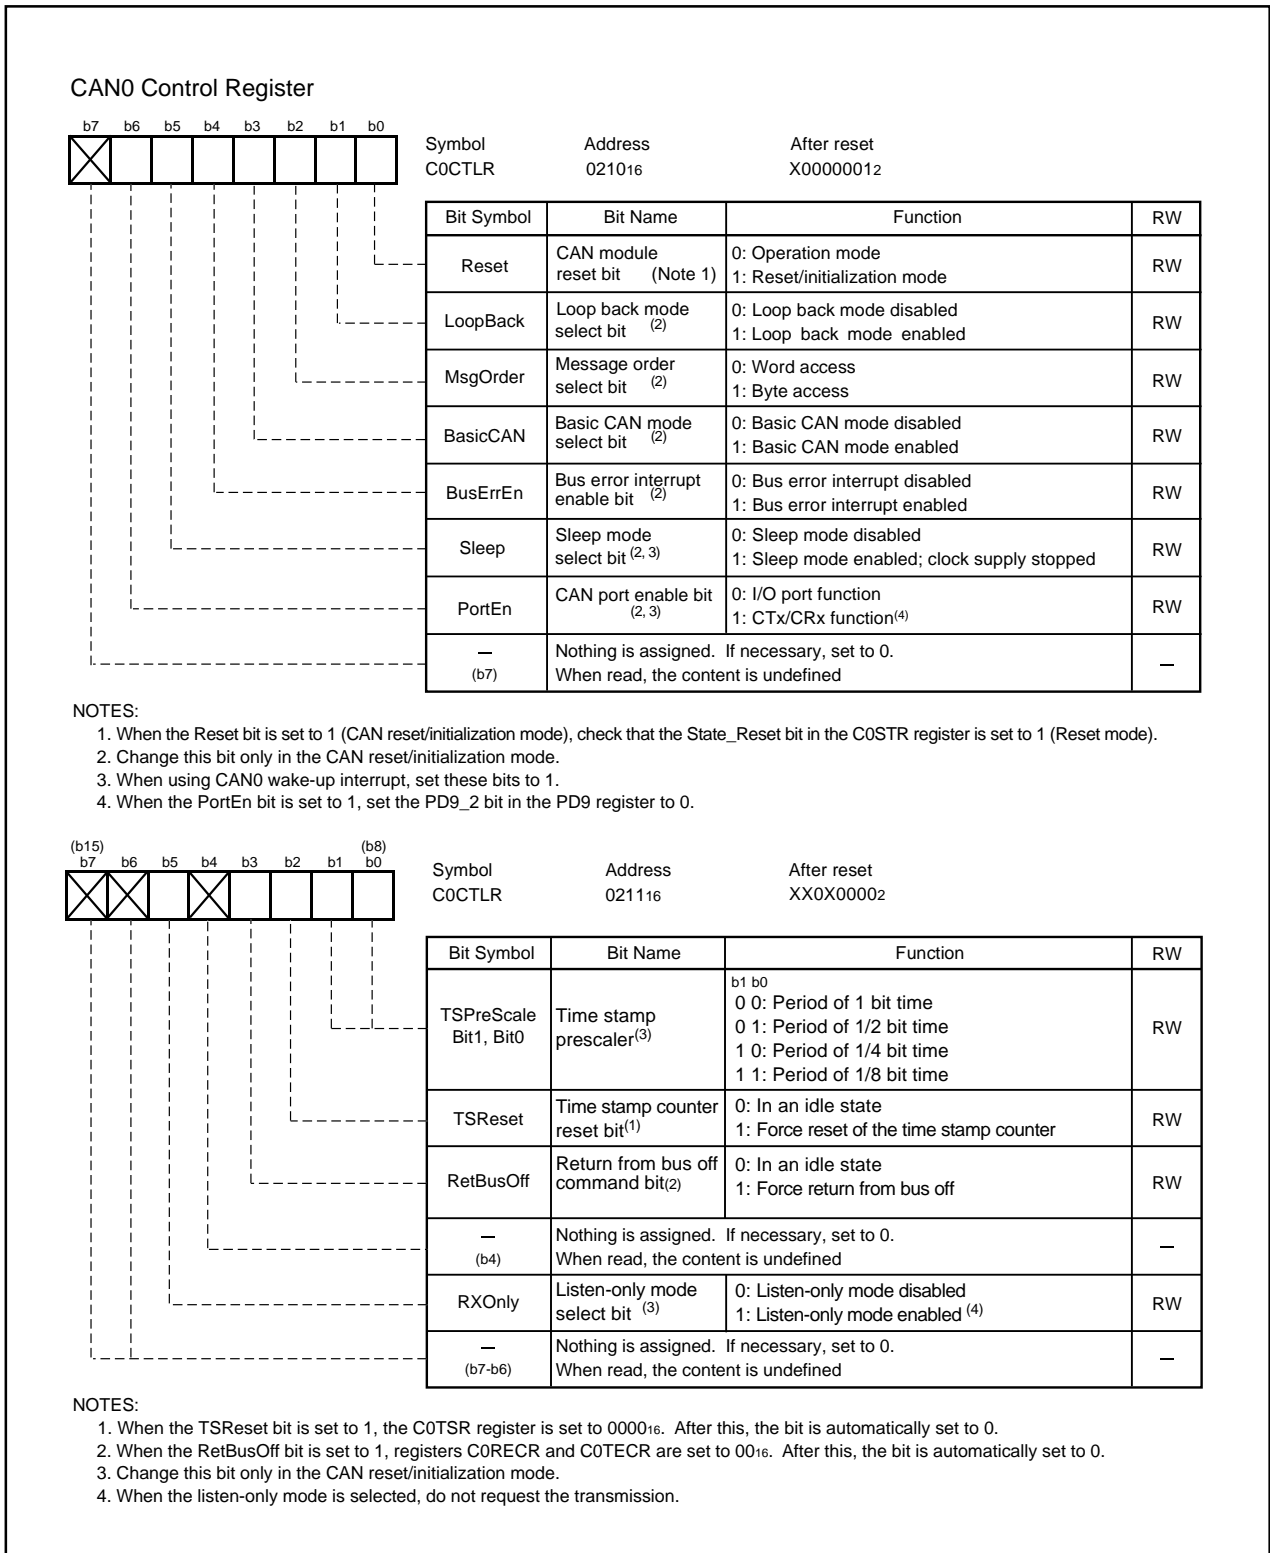 CAN0 Control Register
b7 b6 b5 b4 b3 b2 b1 b0
Symbol Address After reset
C0CTLR 021016 X00000012
Bit Symbol Bit Name Function RW
Reset CAN module reset bit (Note 1) 0: Operation mode RW
1: Reset/initialization mode
LoopBack Loop back mode select bit (2) 0: Loop back mode disabled RW
1: Loop back mode enabled
MsgOrder Message order select bit (2) 0: Word access RW
1: Byte access
BasicCAN Basic CAN mode select bit (2) 0: Basic CAN mode disabled RW
1: Basic CAN mode enabled
BusErrEn Bus error interrupt enable bit (2) 0: Bus error interrupt disabled RW
1: Bus error interrupt enabled
Sleep Sleep mode select bit (2, 3) 0: Sleep mode disabled RW
1: Sleep mode enabled; clock supply stopped
PortEn CAN port enable bit (2, 3) 0: I/O port function RW
1: CTx/CRx function(4)
— (b7) Nothing is assigned. If necessary, set to 0. —
When read, the content is undefined
NOTES:
1. When the Reset bit is set to 1 (CAN reset/initialization mode), check that the State_Reset bit in the C0STR register is set to 1 (Reset mode).
2. Change this bit only in the CAN reset/initialization mode.
3. When using CAN0 wake-up interrupt, set these bits to 1.
4. When the PortEn bit is set to 1, set the PD9_2 bit in the PD9 register to 0.
(b15) (b8)
b7 b6 b5 b4 b3 b2 b1 b0
Symbol Address After reset
C0CTLR 021116 XX0X00002
Bit Symbol Bit Name Function RW
TSPreScale Bit1, Bit0 Time stamp prescaler(3) b1 b0 RW
0 0: Period of 1 bit time
0 1: Period of 1/2 bit time
1 0: Period of 1/4 bit time
1 1: Period of 1/8 bit time
TSReset Time stamp counter reset bit(1) 0: In an idle state RW
1: Force reset of the time stamp counter
RetBusOff Return from bus off command bit(2) 0: In an idle state RW
1: Force return from bus off
— (b4) Nothing is assigned. If necessary, set to 0. —
When read, the content is undefined
RXOnly Listen-only mode select bit (3) 0: Listen-only mode disabled RW
1: Listen-only mode enabled (4)
— (b7-b6) Nothing is assigned. If necessary, set to 0. —
When read, the content is undefined
NOTES:
1. When the TSReset bit is set to 1, the C0TSR register is set to 000016. After this, the bit is automatically set to 0.
2. When the RetBusOff bit is set to 1, registers C0RECR and C0TECR are set to 0016. After this, the bit is automatically set to 0.
3. Change this bit only in the CAN reset/initialization mode.
4. When the listen-only mode is selected, do not request the transmission.